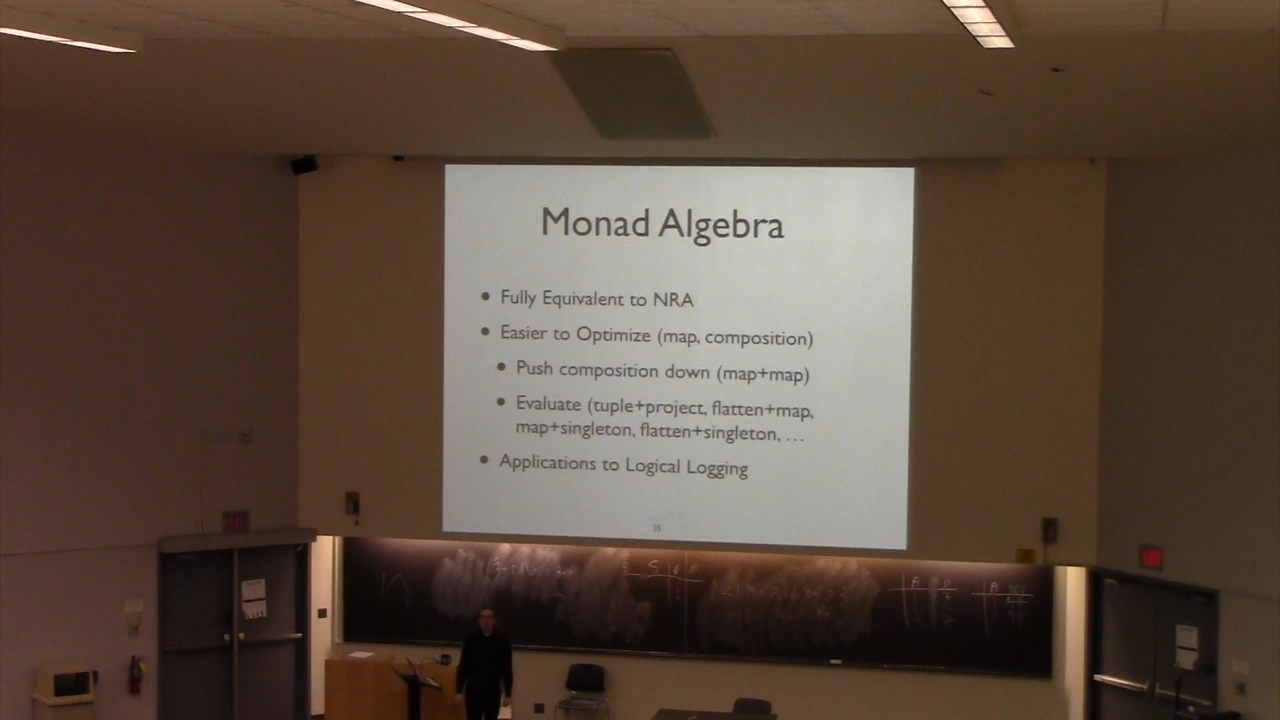 Monad Algebra
• Fully Equivalent to NRA
• Easier to Optimize (map, composition)
• Push composition down (map+map)
• Evaluate (tuple+project, flatten+map,
map+singleton, flatten+singleton, …
• Applications to Logical Logging
35